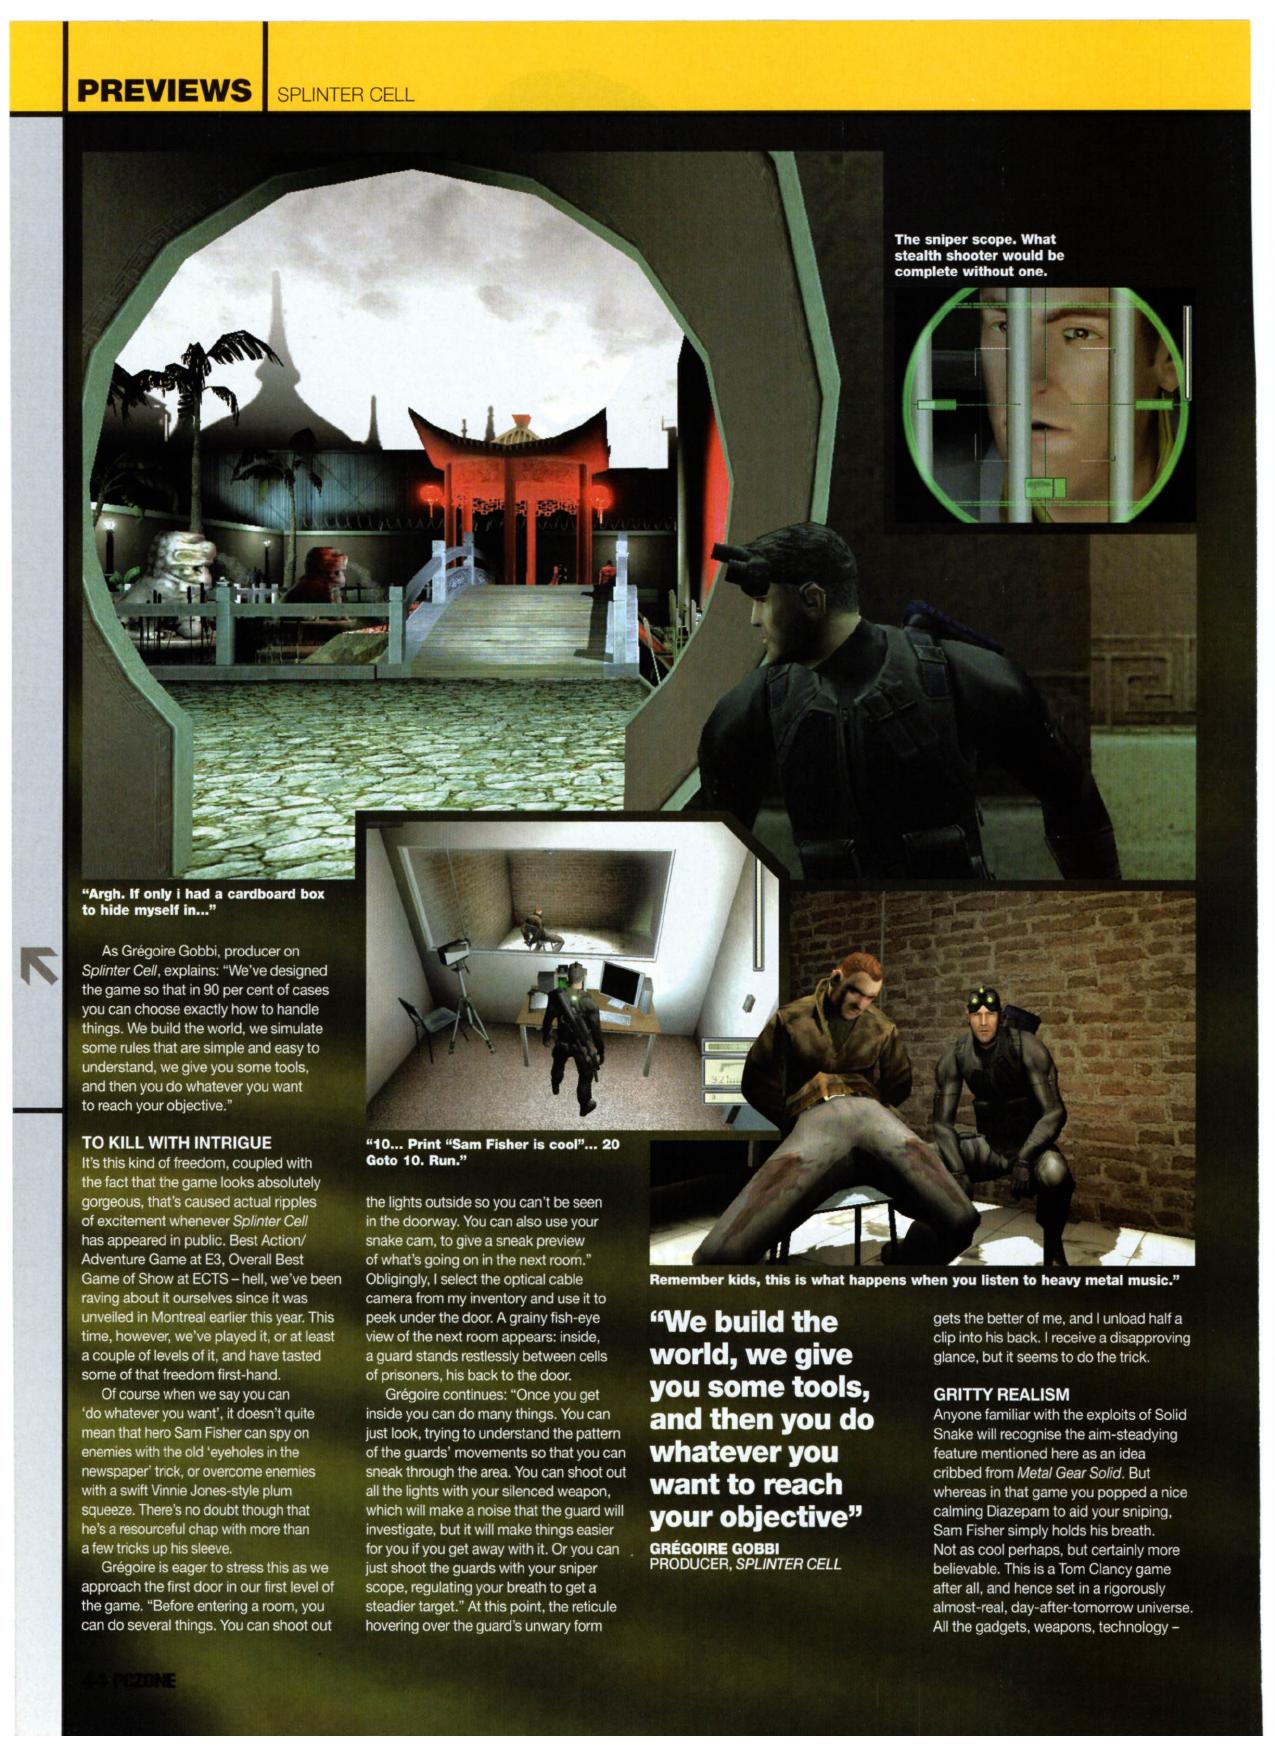 PREVIEWS
SPLINTER CELL
The sniper scope. What
stealth shooter would be
complete without one.
“Argh. If only i had a cardboard box
to hide myself in...”
As Grégoire Gobbi, producer on
Splinter Cell, explains: “We’ve designed
the game so that in 90 per cent of cases
you can choose exactly how to handle
things. We build the world, we simulate
some rules that are simple and easy to
understand, we give you some tools,
and then you do whatever you want
to reach your objective.”
TO KILL WITH INTRIGUE
It’s this kind of freedom, coupled with
the fact that the game looks absolutely
gorgeous, that’s caused actual ripples
of excitement whenever Splinter Cell
has appeared in public. Best Action/
Adventure Game at E3, Overall Best
Game of Show at ECTS – hell, we’ve been
raving about it ourselves since it was
unveiled in Montreal earlier this year. This
time, however, we’ve played it, or at least
a couple of levels of it, and have tasted
some of that freedom first-hand.
Of course when we say you can
‘do whatever you want’, it doesn’t quite
mean that hero Sam Fisher can spy on
enemies with the old ‘eyeholes in the
newspaper’ trick, or overcome enemies
with a swift Vinnie Jones-style plum
squeeze. There’s no doubt though that
he’s a resourceful chap with more than
a few tricks up his sleeve.
Grégoire is eager to stress this as we
approach the first door in our first level of
the game. “Before entering a room, you
can do several things. You can shoot out
“10... Print “Sam Fisher is cool”... 20
Goto 10. Run.”
the lights outside so you can’t be seen
in the doorway. You can also use your
snake cam, to give a sneak preview
of what’s going on in the next room.”
Obligingly, I select the optical cable
camera from my inventory and use it to
peek under the door. A grainy fish-eye
view of the next room appears: inside,
a guard stands restlessly between cells
of prisoners, his back to the door.
Grégoire continues: “Once you get
inside you can do many things. You can
just look, trying to understand the pattern
of the guards’ movements so that you can
sneak through the area. You can shoot out
all the lights with your silenced weapon,
which will make a noise that the guard will
investigate, but it will make things easier
for you if you get away with it. Or you can
just shoot the guards with your sniper
scope, regulating your breath to get a
steadier target.” At this point, the reticule
hovering over the guard’s unwary form
Remember kids, this is what happens when you listen to heavy metal music.”
“We build the
world, we give
you some tools,
and then you do
whatever you
want to reach
your objective”
GRÉGOIRE GOBBI
PRODUCER, SPLINTER CELL
gets the better of me, and I unload half a
clip into his back. I receive a disapproving
glance, but it seems to do the trick.
GRITTY REALISM
Anyone familiar with the exploits of Solid
Snake will recognise the aim-steadying
feature mentioned here as an idea
cribbed from Metal Gear Solid. But
whereas in that game you popped a nice
calming Diazepam to aid your sniping,
Sam Fisher simply holds his breath.
Not as cool perhaps, but certainly more
believable. This is a Tom Clancy game
after all, and hence set in a rigorously
almost-real, day-after-tomorrow universe.
All the gadgets, weapons, technology –
44 PCZONE